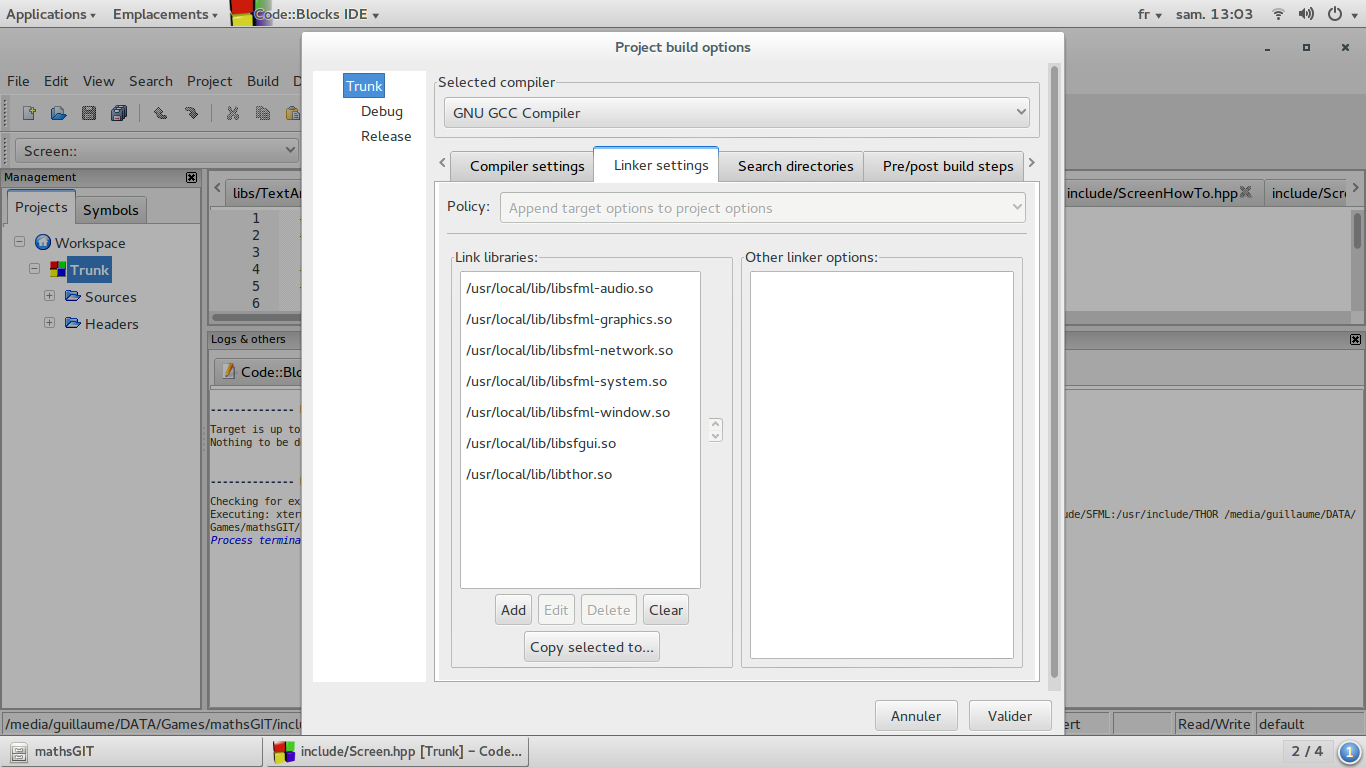 Applications Emplacements Code::Blocks IDE fr sam. 13:03
Project build options
File Edit View Search Project Build D
Screen::
Management
Projects Symbols
Workspace
Trunk
Sources
Headers
libs/TextAr
1
2
3
4
5
6
include/ScreenHowTo.hpp include/Scr
Logs & others
Code::Blo
--------------
Target is up to
Nothing to be d
--------------
Checking for ex
Executing: xter
ude/SFML:/usr/include/THOR /media/guillaume/DATA/
Games/mathsGIT/
Process termina
Trunk
Debug
Release
Selected compiler
GNU GCC Compiler
Compiler settings Linker settings Search directories Pre/post build steps
Policy: Append target options to project options
Link libraries:
/usr/local/lib/libsfml-audio.so
/usr/local/lib/libsfml-graphics.so
/usr/local/lib/libsfml-network.so
/usr/local/lib/libsfml-system.so
/usr/local/lib/libsfml-window.so
/usr/local/lib/libsfgui.so
/usr/local/lib/libthor.so
Add Edit Delete Clear
Copy selected to...
Other linker options:
Annuler Valider
/media/guillaume/DATA/Games/mathsGIT/incl ert Read/Write default
mathsGIT include/Screen.hpp [Trunk] – Code... 2 / 4 1